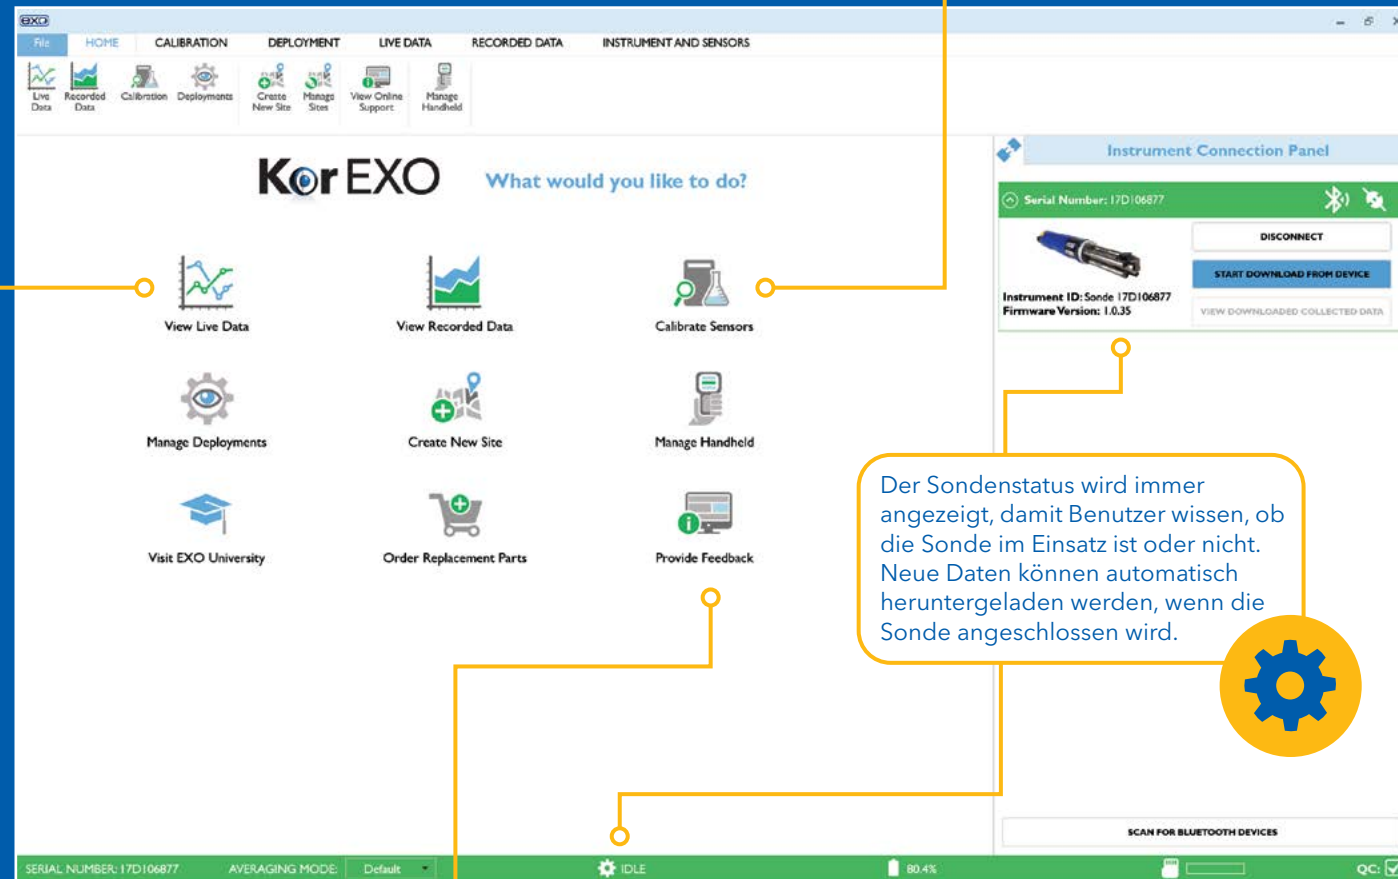 exo
File HOME CALIBRATION DEPLOYMENT LIVE DATA RECORDED DATA INSTRUMENT AND SENSORS
Live Data
Recorded Data
Calibration
Deployments
Create New Site
Manage Sites
View Online Support
Manage Handheld
KorEXO What would you like to do?
View Live Data
View Recorded Data
Calibrate Sensors
Manage Deployments
Create New Site
Manage Handheld
Visit EXO University
Order Replacement Parts
Provide Feedback
Instrument Connection Panel
Serial Number: 17D106877
DISCONNECT
START DOWNLOAD FROM DEVICE
VIEW DOWNLOADED COLLECTED DATA
Instrument ID: Sonde 17D106877
Firmware Version: 1.0.35
Der Sondenstatus wird immer
angezeigt, damit Benutzer wissen, ob
die Sonde im Einsatz ist oder nicht.
Neue Daten können automatisch
heruntergeladen werden, wenn die
Sonde angeschlossen wird.
SCAN FOR BLUETOOTH DEVICES
SERIAL NUMBER: 17D106877 AVERAGING MODE: Default IDLE 80.4% QC: